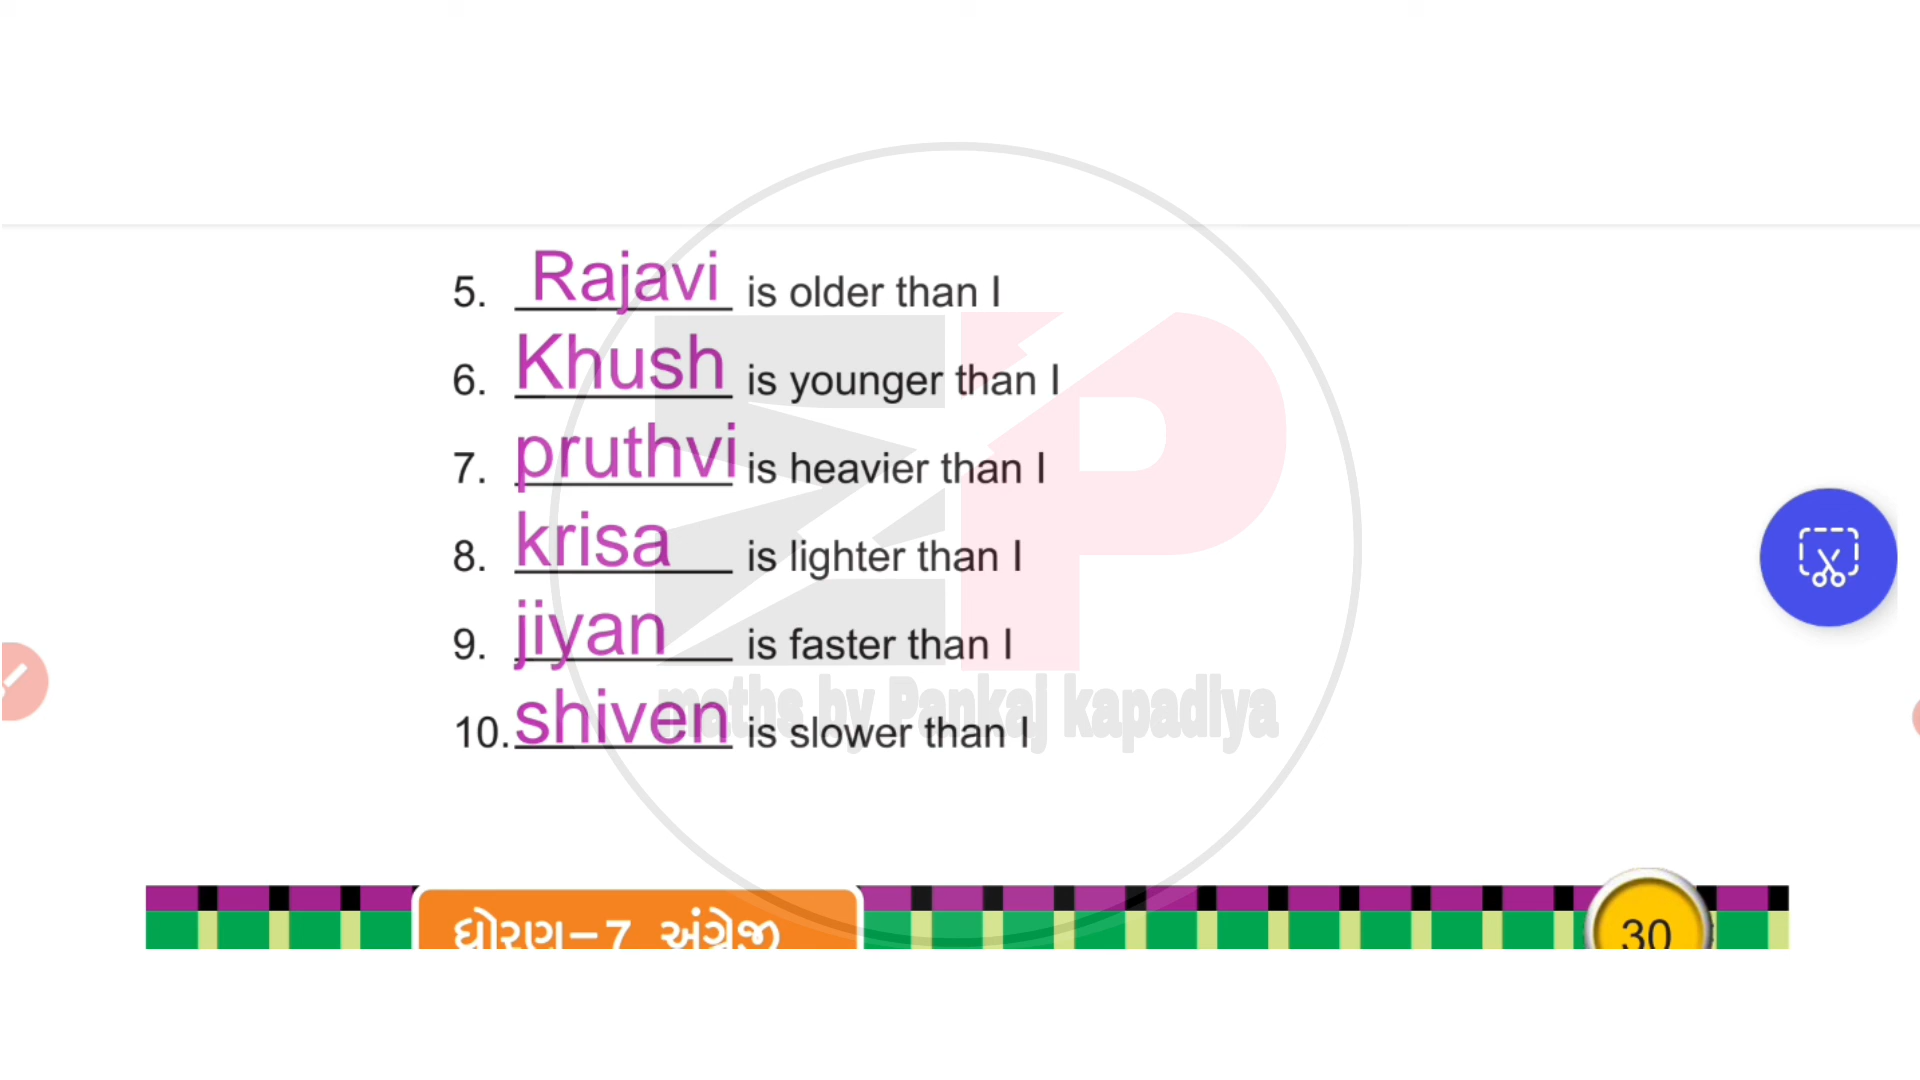 5. Rajavi is older than I
6. Khush is younger than I
7. pruthvi is heavier than I
8. krisa is lighter than I
9. jiyan is faster than I
10. shiven is slower than I
maths by Pankaj kapadiya
ધોરણ-7 અંગ્રેજી
30